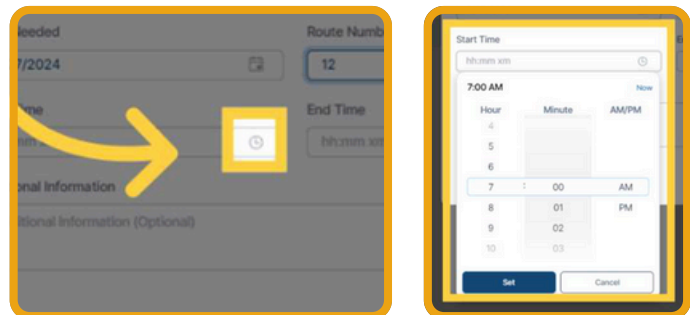 Needed
Route Numb
7/2024
12
Time
End Time
mm
hh:mm xm
onal Information
itional Information (Optional)
Start Time
hh:mm xm
7:00 AM
Now
Hour Minute AM/PM
4
5
6
7 : 00 AM
8 01 PM
9 02
10 03
Set Cancel